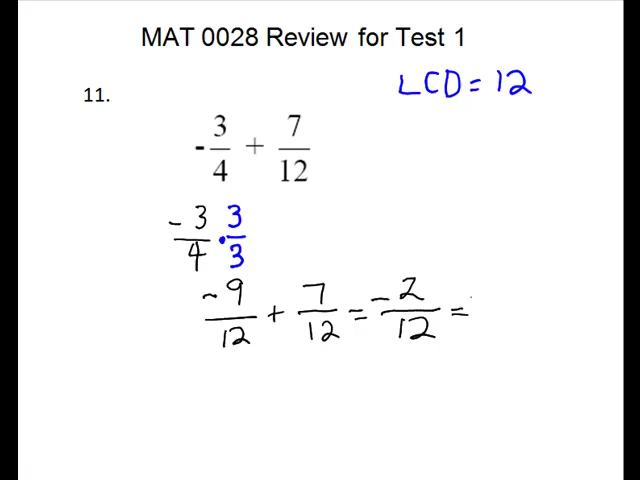 MAT 0028 Review for Test 1
LCD = 12
11.
-3/4 + 7/12
-3/4 · 3/3
-9/12 + 7/12 = -2/12 =